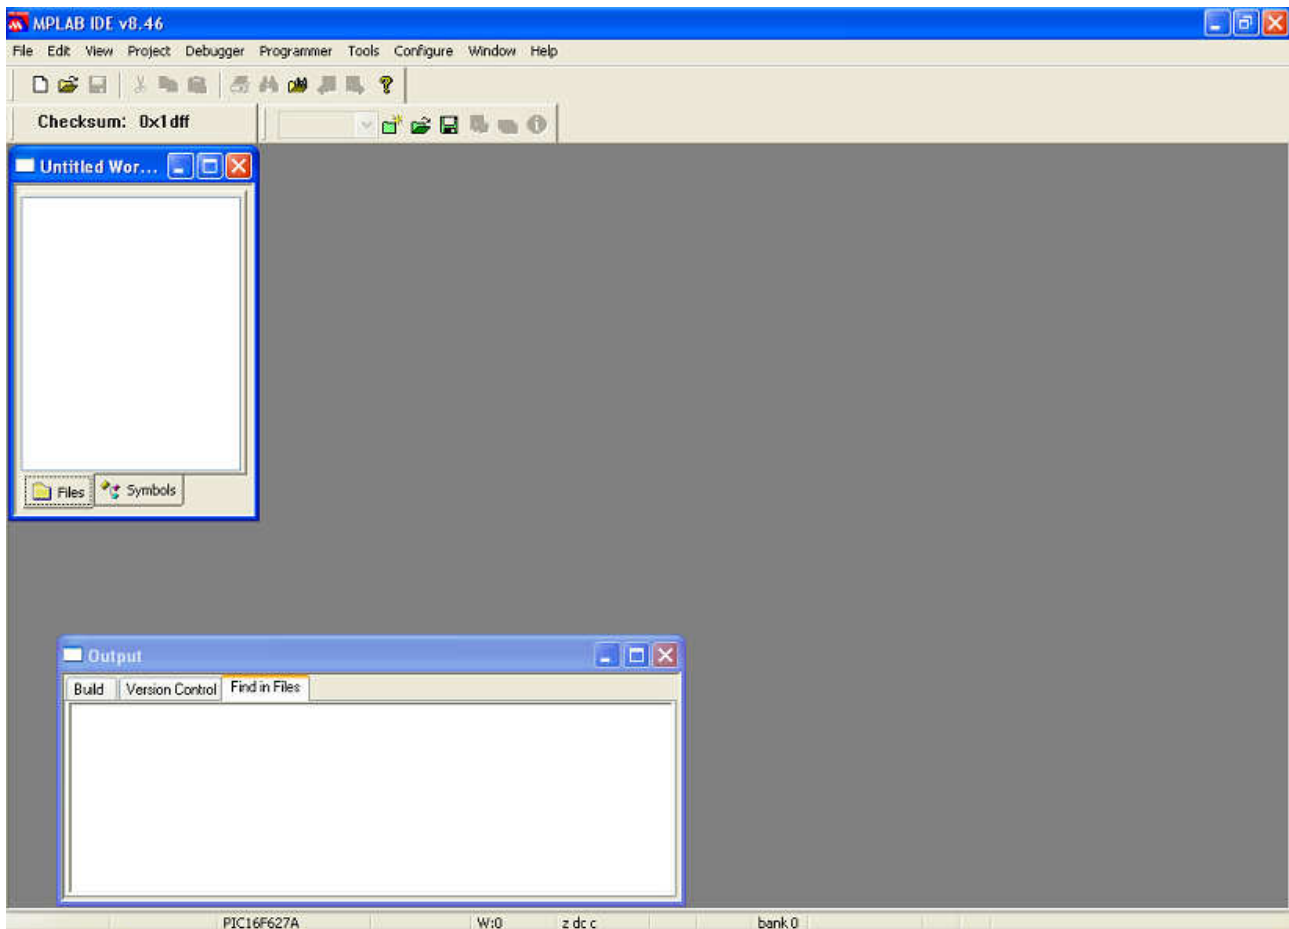 MPLAB IDE v8.46
File Edit View Project Debugger Programmer Tools Configure Window Help
Checksum: 0x1dff
Untitled Wor...
Files Symbols
Output
Build Version Control Find in Files
PIC16F627A W:0 z dc c bank 0